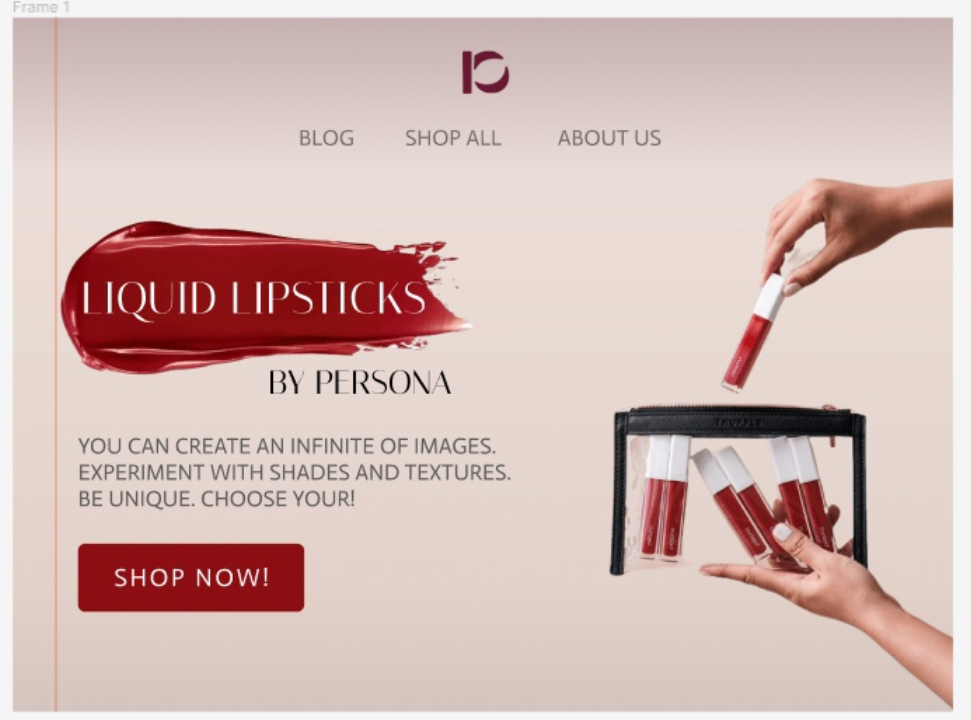 Frame 1
BLOG SHOP ALL ABOUT US
LIQUID LIPSTICKS
BY PERSONA
YOU CAN CREATE AN INFINITE OF IMAGES.
EXPERIMENT WITH SHADES AND TEXTURES.
BE UNIQUE. CHOOSE YOUR!
SHOP NOW!